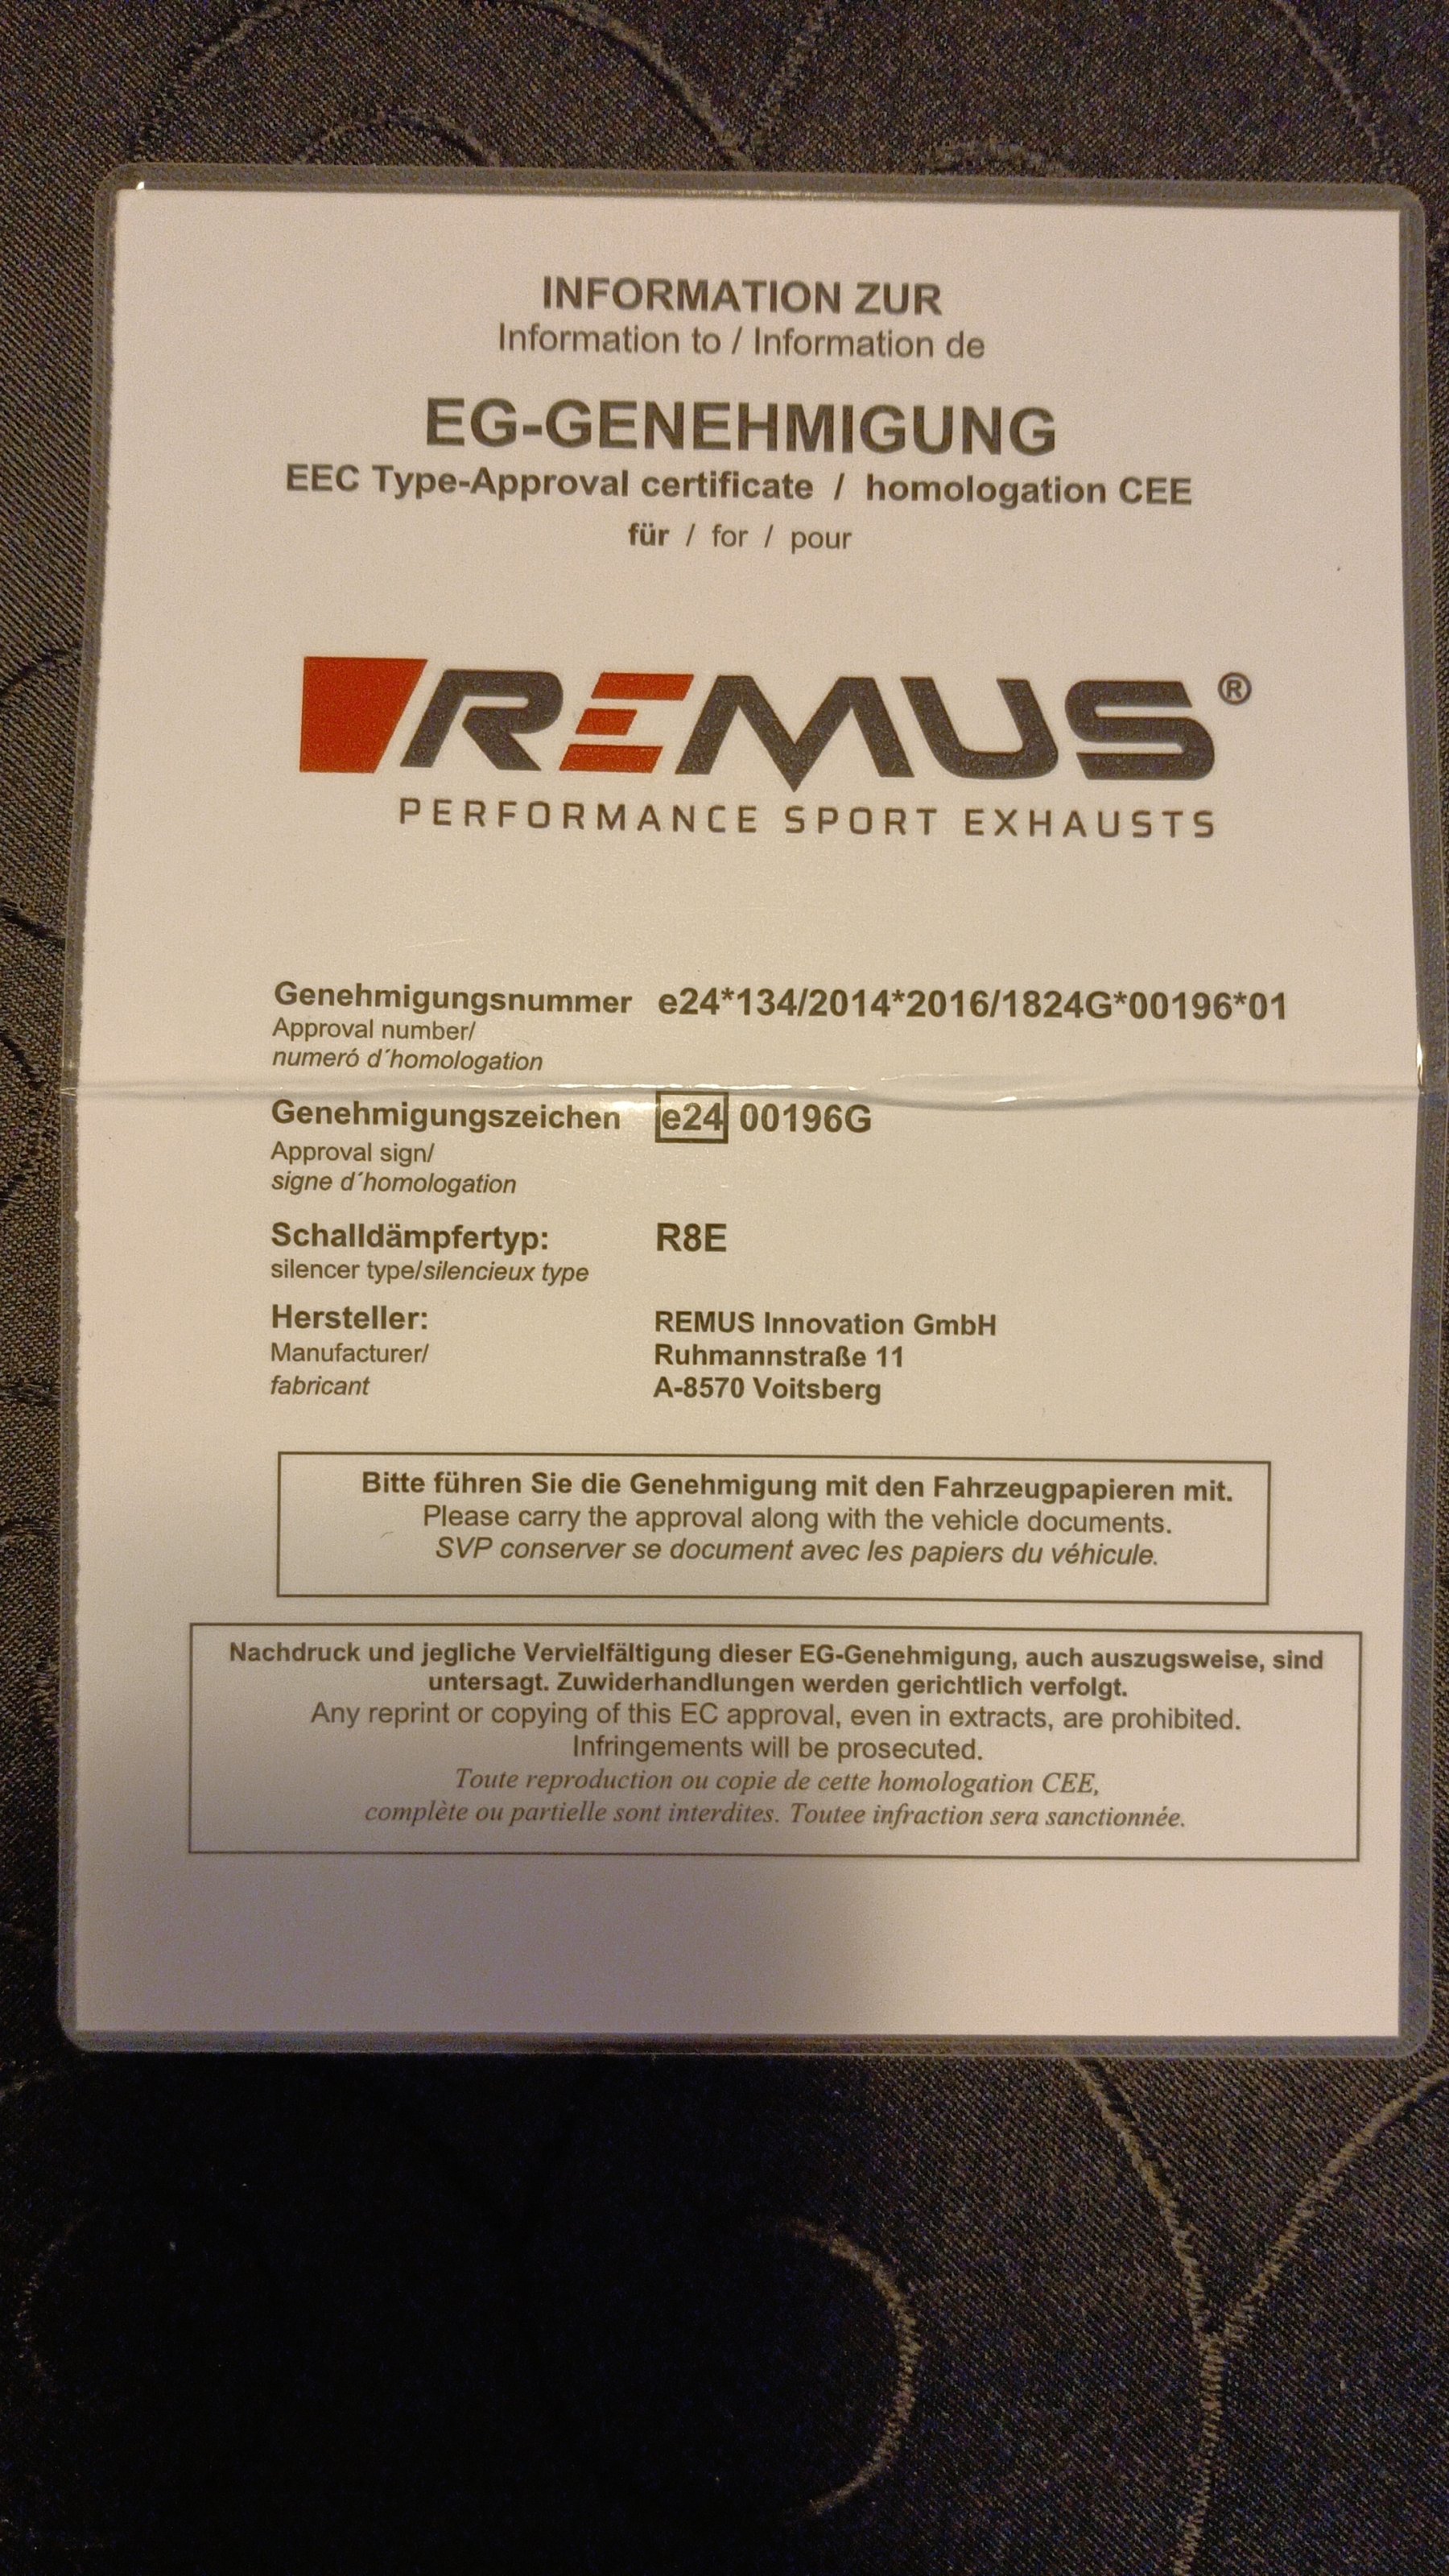 INFORMATION ZUR
Information to / Information de
EG-GENEHMIGUNG
EEC Type-Approval certificate / homologation CEE
für / for / pour
REMUS®
PERFORMANCE SPORT EXHAUSTS
Genehmigungsnummer e24*134/2014*2016/1824G*00196*01
Approval number/
numeró d´homologation
Genehmigungszeichen e24 00196G
Approval sign/
signe d´homologation
Schalldämpfertyp: R8E
silencer type/silencieux type
Hersteller: REMUS Innovation GmbH
Manufacturer/ Ruhmannstraße 11
fabricant A-8570 Voitsberg
Bitte führen Sie die Genehmigung mit den Fahrzeugpapieren mit.
Please carry the approval along with the vehicle documents.
SVP conserver se document avec les papiers du véhicule.
Nachdruck und jegliche Vervielfältigung dieser EG-Genehmigung, auch auszugsweise, sind
untersagt. Zuwiderhandlungen werden gerichtlich verfolgt.
Any reprint or copying of this EC approval, even in extracts, are prohibited.
Infringements will be prosecuted.
Toute reproduction ou copie de cette homologation CEE,
complète ou partielle sont interdites. Toutee infraction sera sanctionnée.